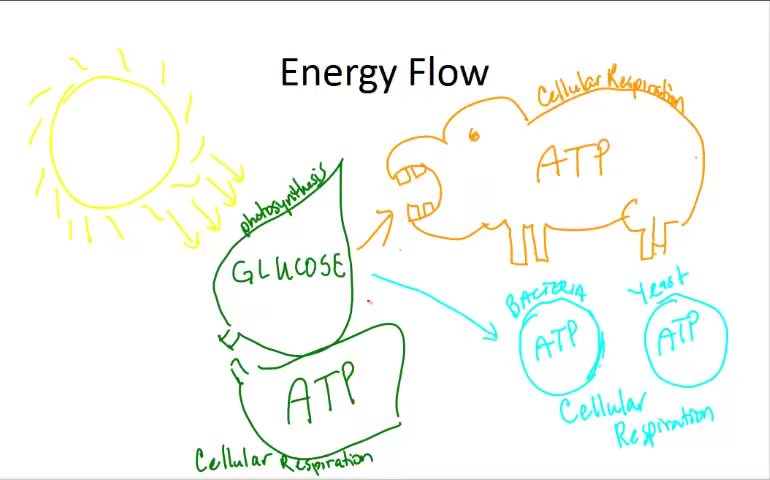 Energy Flow
Cellular Respiration
ATP
photosynthesis
GLUCOSE
BACTERIA
Yeast
ATP
ATP
ATP
Cellular
Respiration
Cellular Respiration